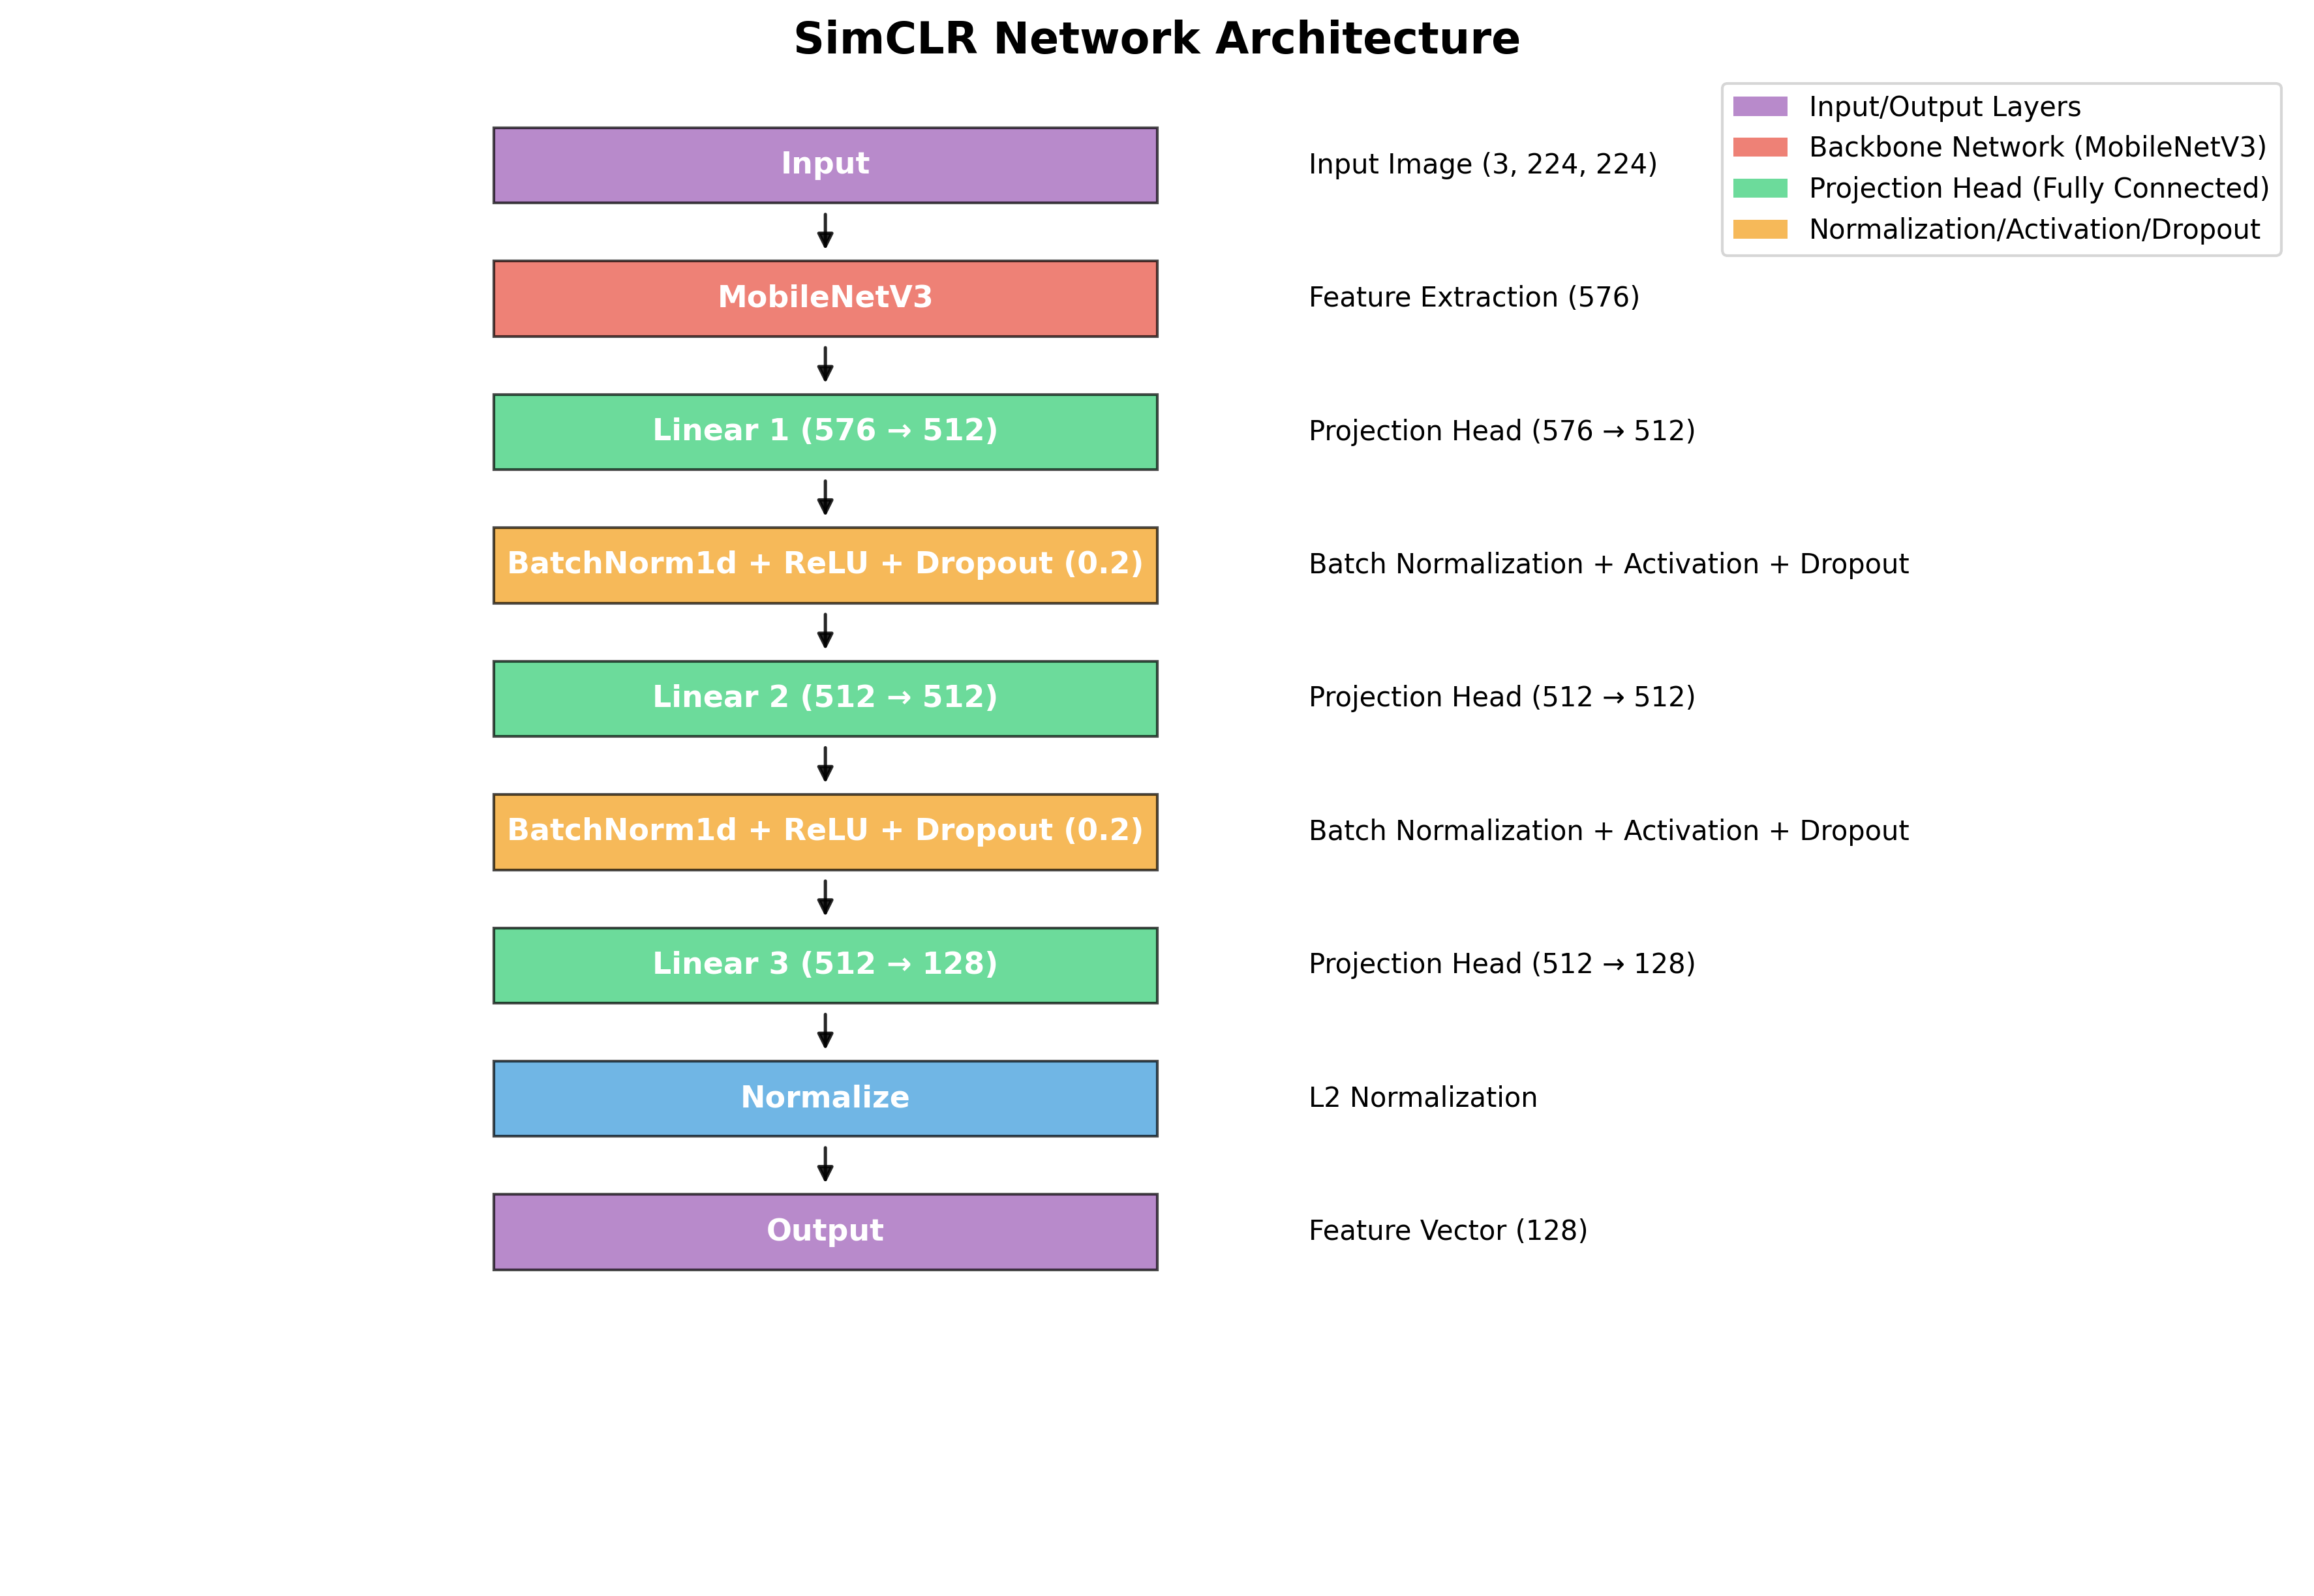 SimCLR Network Architecture
Input/Output Layers
Backbone Network (MobileNetV3)
Projection Head (Fully Connected)
Normalization/Activation/Dropout
Input
Input Image (3, 224, 224)
MobileNetV3
Feature Extraction (576)
Linear 1 (576 → 512)
Projection Head (576 → 512)
BatchNorm1d + ReLU + Dropout (0.2)
Batch Normalization + Activation + Dropout
Linear 2 (512 → 512)
Projection Head (512 → 512)
BatchNorm1d + ReLU + Dropout (0.2)
Batch Normalization + Activation + Dropout
Linear 3 (512 → 128)
Projection Head (512 → 128)
Normalize
L2 Normalization
Output
Feature Vector (128)